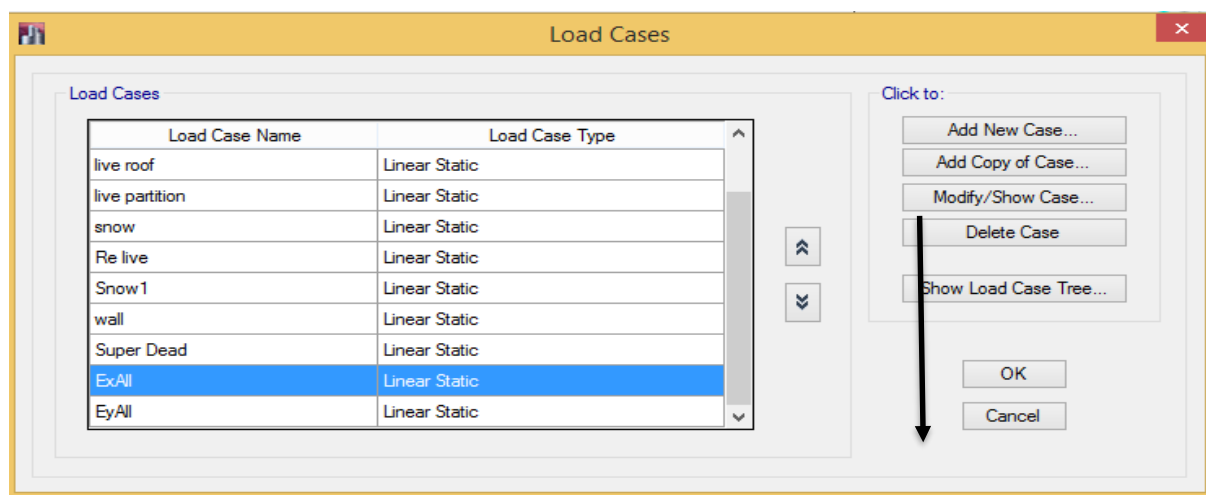 Load Cases
Load Cases
Click to:
Load Case Name Load Case Type
live roof Linear Static
live partition Linear Static
snow Linear Static
Re live Linear Static
Snow1 Linear Static
wall Linear Static
Super Dead Linear Static
ExAll Linear Static
EyAll Linear Static
Add New Case...
Add Copy of Case...
Modify/Show Case...
Delete Case
Show Load Case Tree...
OK
Cancel